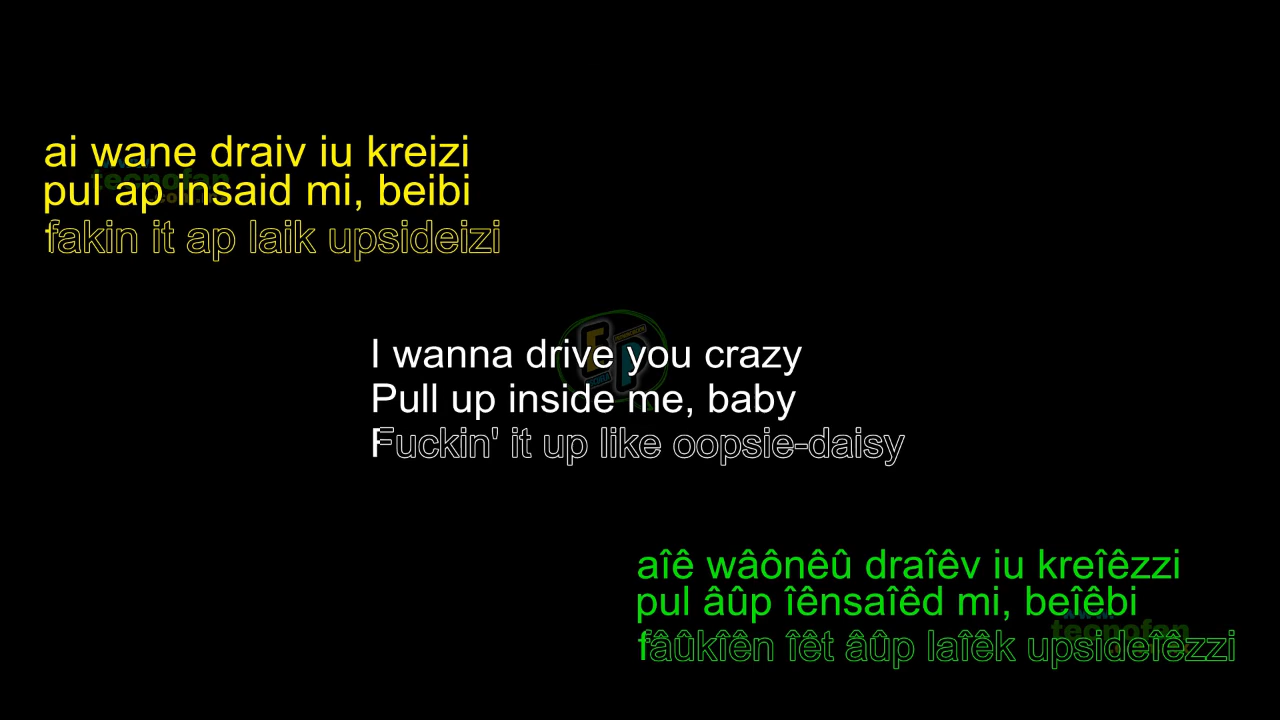 ai wane draiv iu kreizi
pul ap insaid mi, beibi
fakin it ap laik upsideizi
I wanna drive you crazy
Pull up inside me, baby
Fuckin' it up like oopsie-daisy
aîê wâônêû draîêv iu kreîêzzi
pul âûp îênsaîêd mi, beîêbi
fâûkîên îêt âûp laîêk upsideîêzzi
tecnofan
tecnofan